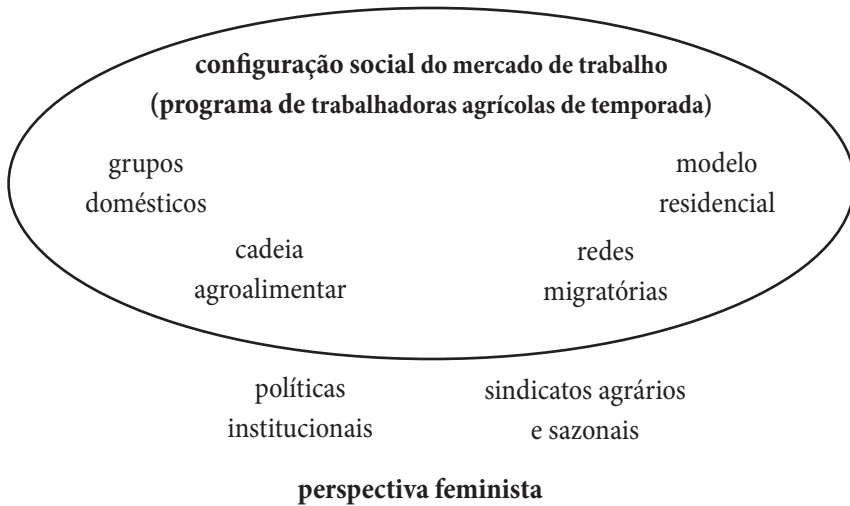 configuração social do mercado de trabalho
(programa de trabalhadoras agrícolas de temporada)
grupos
domésticos
modelo
residencial
cadeia
agroalimentar
redes
migratórias
políticas
institucionais
sindicatos agrários
e sazonais
perspectiva feminista